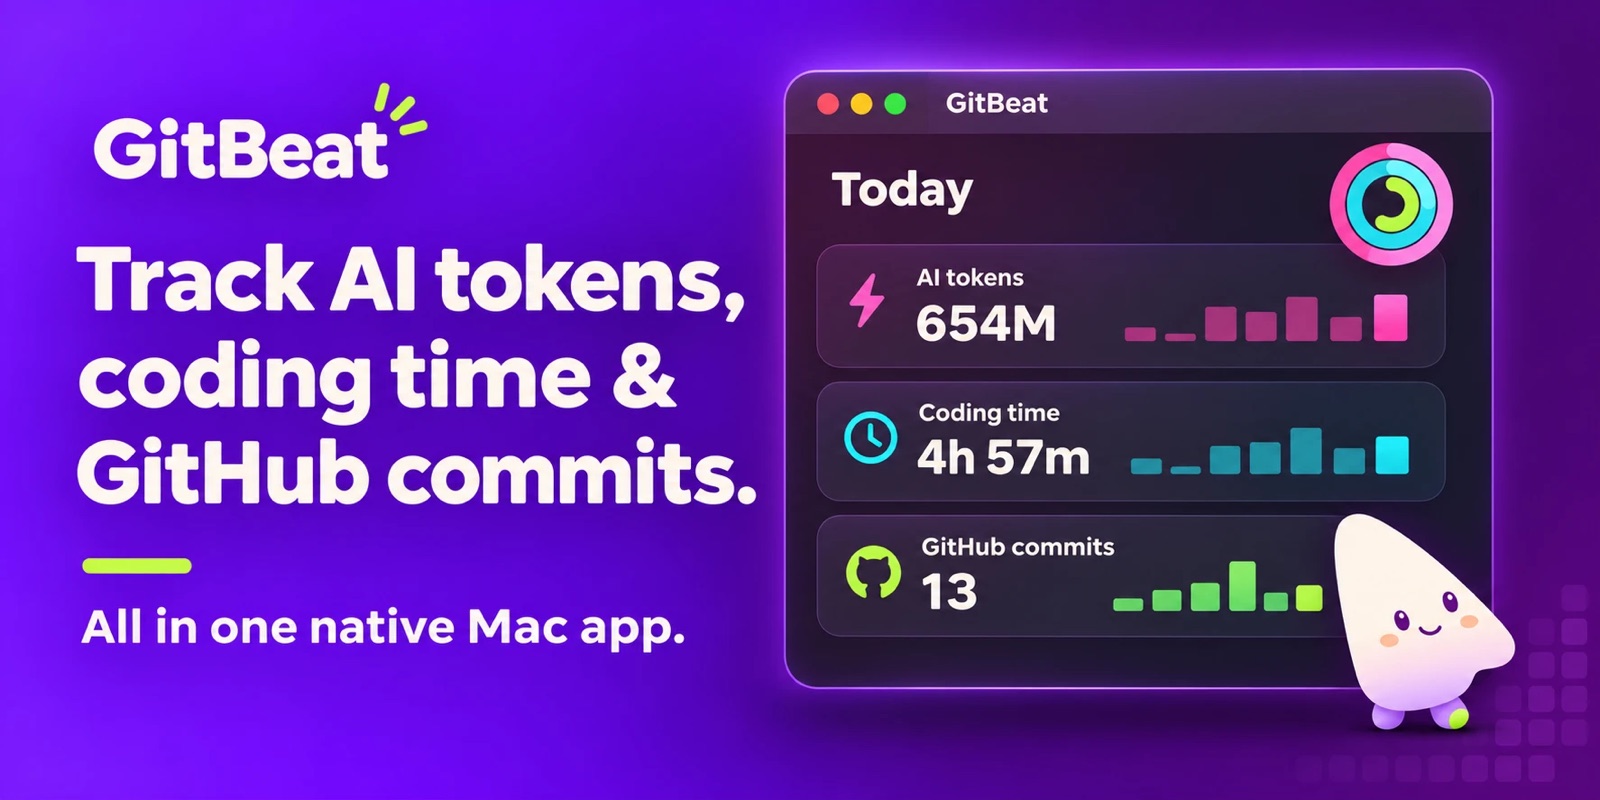 GitBeat
Track AI tokens,
coding time &
GitHub commits.
All in one native Mac app.
GitBeat
Today
AI tokens
654M
Coding time
4h 57m
GitHub commits
13